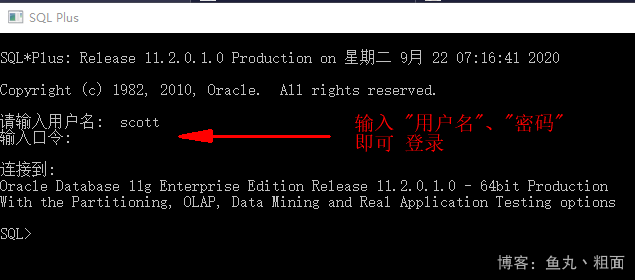 SQL Plus
SQL*Plus: Release 11.2.0.1.0 Production on 星期二 9月 22 07:16:41 2020
Copyright (c) 1982, 2010, Oracle.  All rights reserved.
请输入用户名:  scott
输入口令:
输入 "用户名"、"密码"
即可 登录
连接到:
Oracle Database 11g Enterprise Edition Release 11.2.0.1.0 - 64bit Production
With the Partitioning, OLAP, Data Mining and Real Application Testing options
SQL>
博客：鱼丸丶粗面